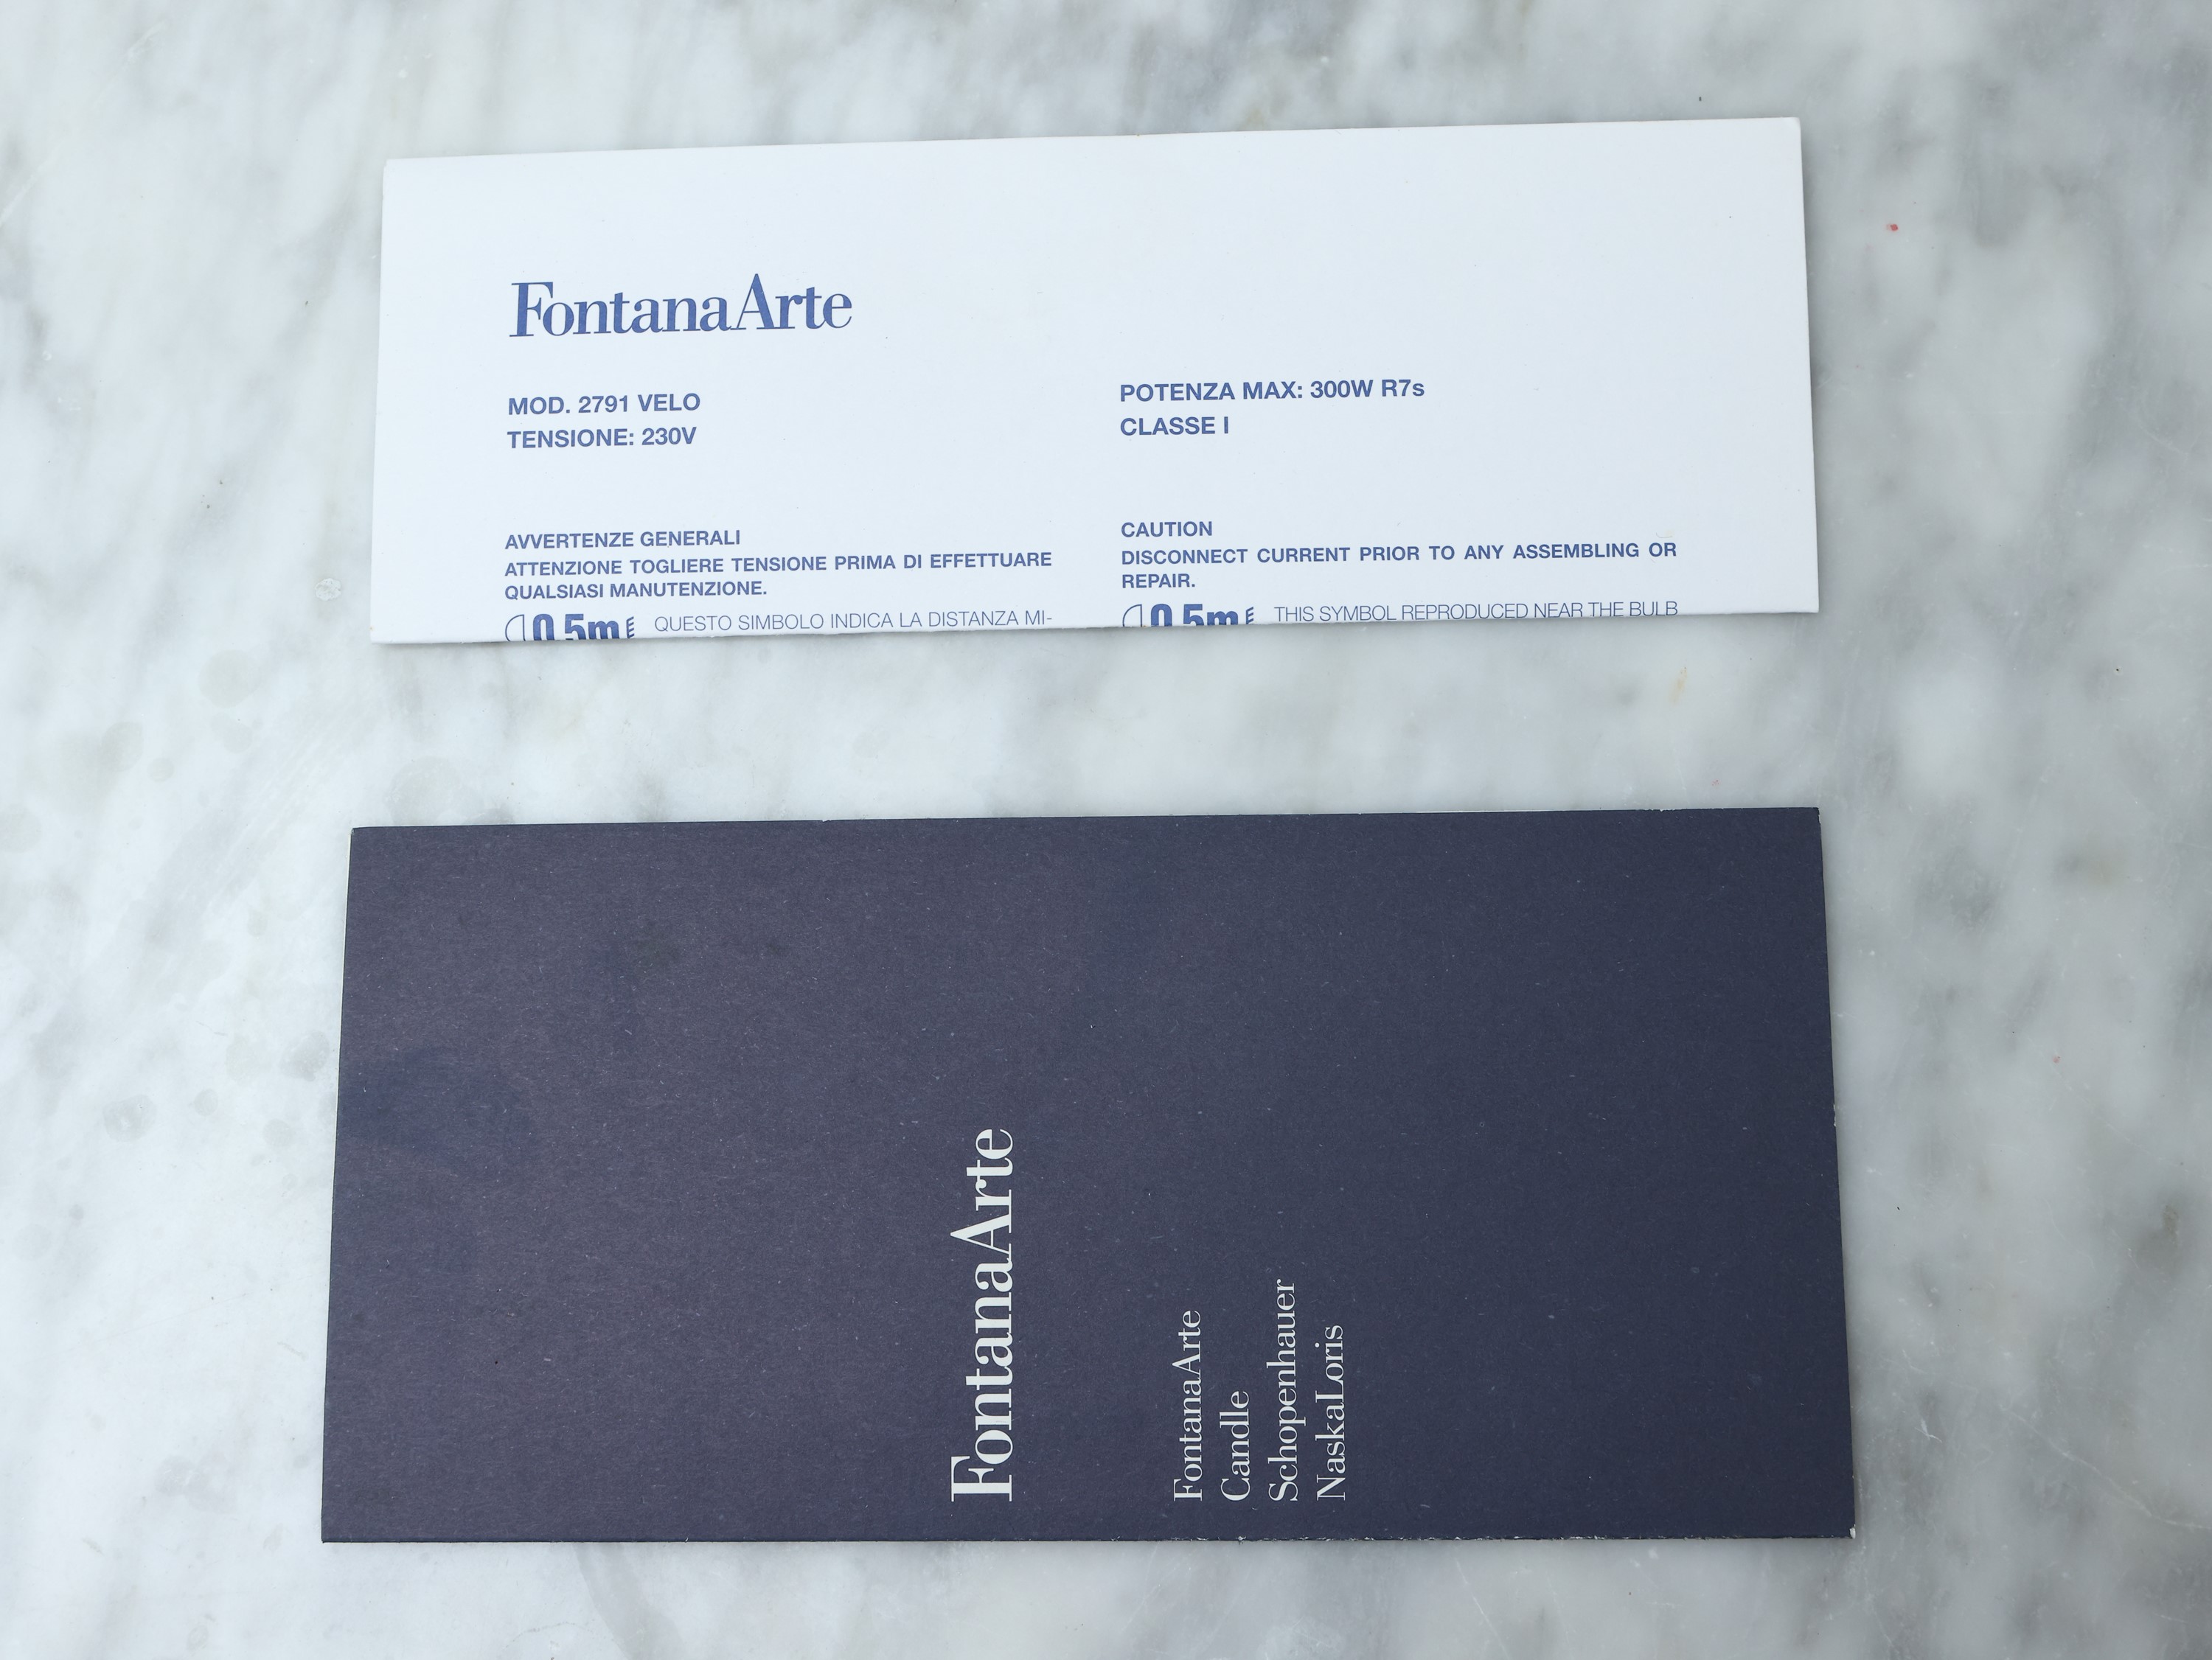 FontanaArte
MOD. 2791 VELO
TENSIONE: 230V
POTENZA MAX: 300W R7s
CLASSE I
AVVERTENZE GENERALI
ATTENZIONE TOGLIERE TENSIONE PRIMA DI EFFETTUARE
QUALSIASI MANUTENZIONE.
0.5m QUESTO SIMBOLO INDICA LA DISTANZA MI-
CAUTION
DISCONNECT CURRENT PRIOR TO ANY ASSEMBLING OR
REPAIR.
0.5m THIS SYMBOL REPRODUCED NEAR THE BULB
FontanaArte
FontanaArte
Candle
Schopenhauer
NaskaLoris